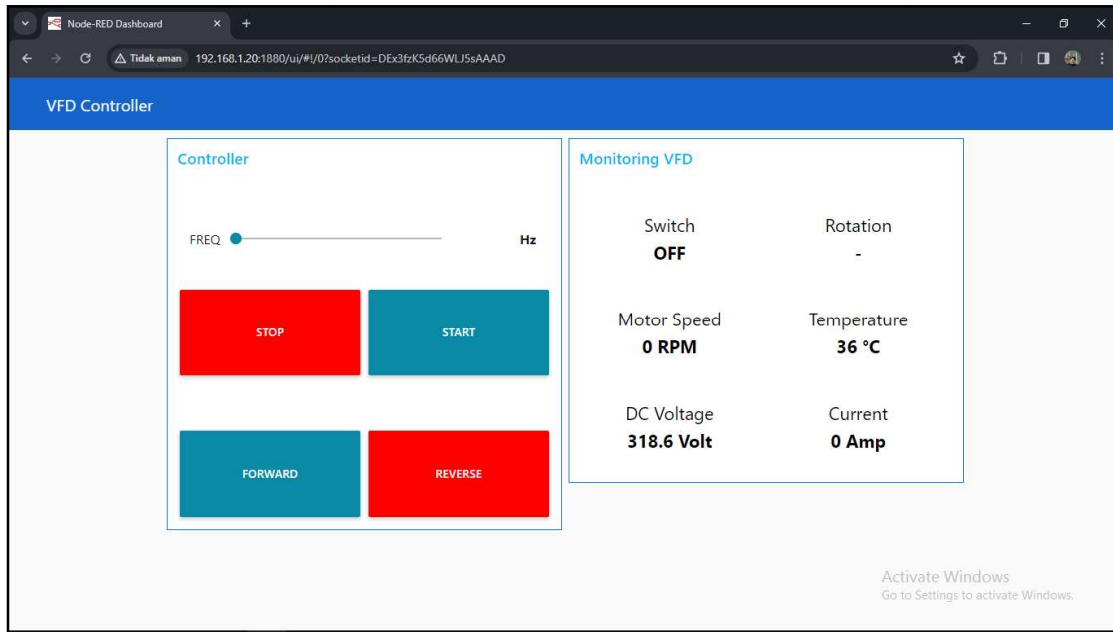 Node-RED Dashboard
Tidak aman 192.168.1.20:1880/ui/#!/0?socketid=DEx3fzK5d66WLJ5sAAAD
VFD Controller
Controller
FREQ Hz
STOP START
FORWARD REVERSE
Monitoring VFD
Switch Rotation
OFF -
Motor Speed Temperature
0 RPM 36 °C
DC Voltage Current
318.6 Volt 0 Amp
Activate Windows
Go to Settings to activate Windows.